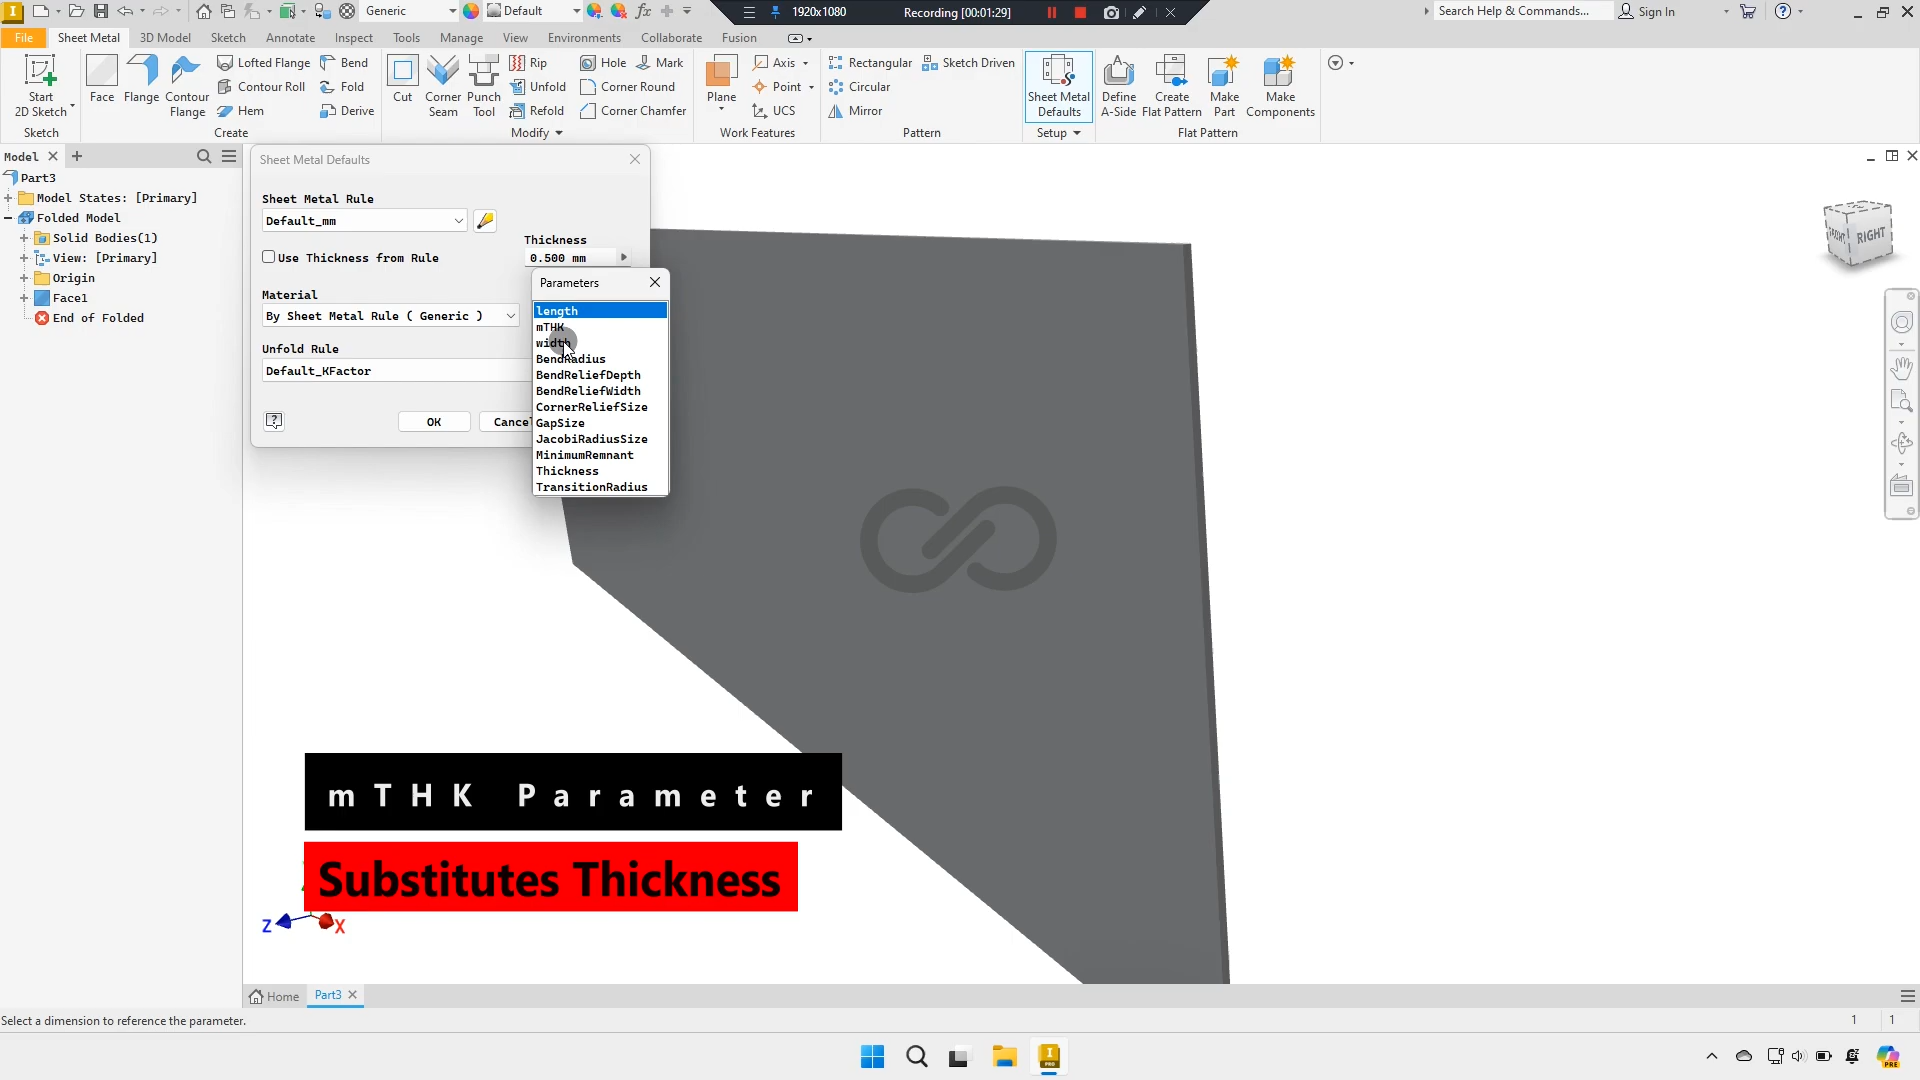 Generic
Default
fx
1920x1080
Recording [00:01:29]
Search Help & Commands...
Sign In
File
Sheet Metal
3D Model
Sketch
Annotate
Inspect
Tools
Manage
View
Environments
Collaborate
Fusion
Start
2D Sketch
Sketch
Face
Flange
Contour
Flange
Lofted Flange
Contour Roll
Hem
Bend
Fold
Derive
Create
Cut
Corner
Seam
Punch
Tool
Rip
Unfold
Refold
Hole
Mark
Corner Round
Corner Chamfer
Modify
Plane
Axis
Point
UCS
Work Features
Rectangular
Circular
Mirror
Sketch Driven
Pattern
Sheet Metal
Defaults
Setup
Define
A-Side
Create
Flat Pattern
Make
Part
Make
Components
Flat Pattern
Model
Part3
Model States: [Primary]
Folded Model
Solid Bodies(1)
View: [Primary]
Origin
Face1
End of Folded
Sheet Metal Defaults
Sheet Metal Rule
Default_mm
Thickness
Use Thickness from Rule
0.500 mm
Material
By Sheet Metal Rule ( Generic )
Unfold Rule
Default_KFactor
OK
Cancel
Parameters
length
mTHK
width
BendRadius
BendReliefDepth
BendReliefWidth
CornerReliefSize
GapSize
JacobiRadiusSize
MinimumRemnant
Thickness
TransitionRadius
RIGHT
mTHK Parameter
Substitutes Thickness
Z
X
Home
Part3
Select a dimension to reference the parameter.
1
1